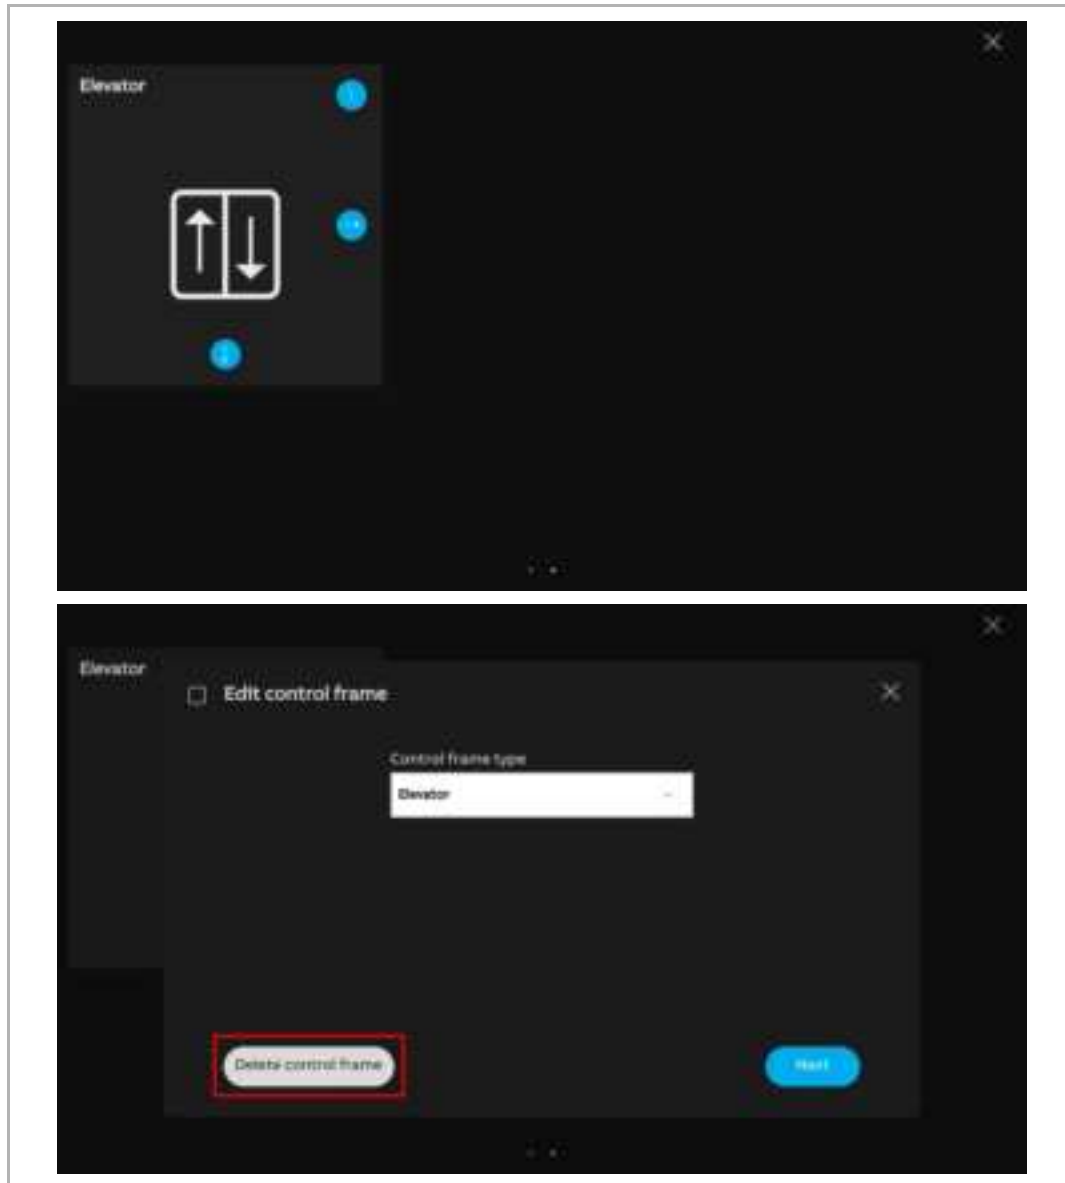 Elevator
Elevator
Edit control frame
Control frame type
Elevator
Delete control frame
Next